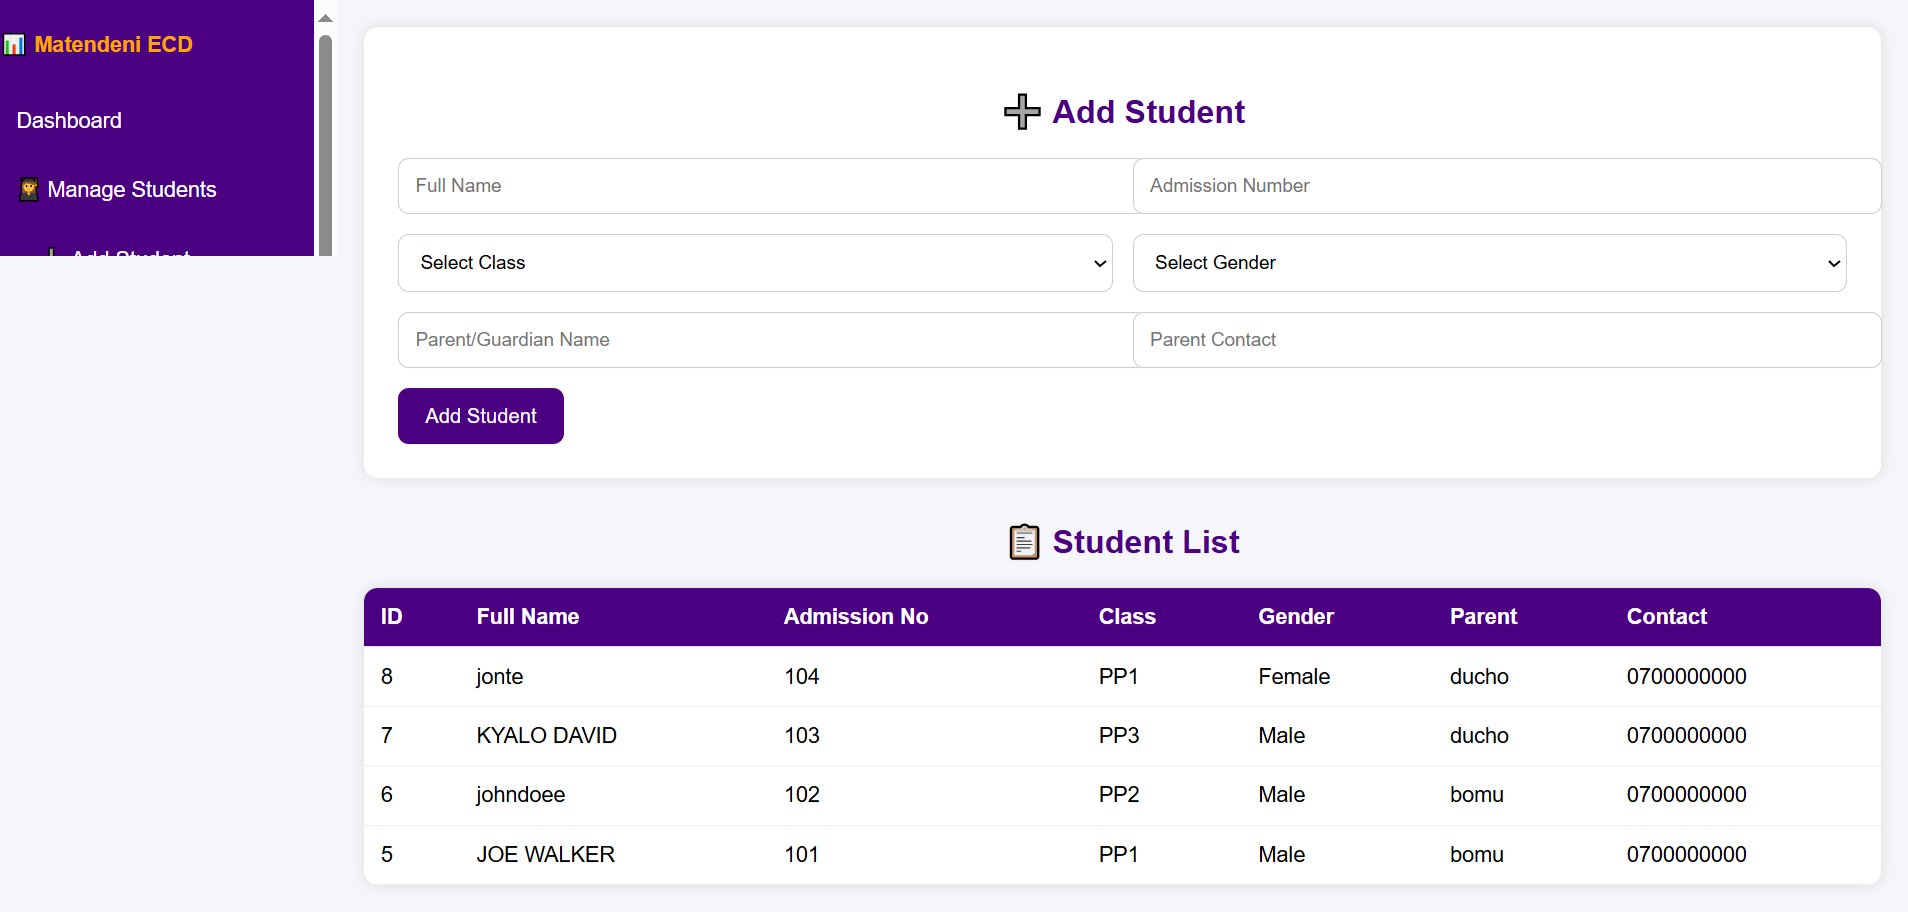 Matendeni ECD
Dashboard
Manage Students
Add Student
Add Student
Full Name
Admission Number
Select Class
Select Gender
Parent/Guardian Name
Parent Contact
Add Student
Student List
ID Full Name Admission No Class Gender Parent Contact
8 jonte 104 PP1 Female ducho 0700000000
7 KYALO DAVID 103 PP3 Male ducho 0700000000
6 johndoee 102 PP2 Male bomu 0700000000
5 JOE WALKER 101 PP1 Male bomu 0700000000